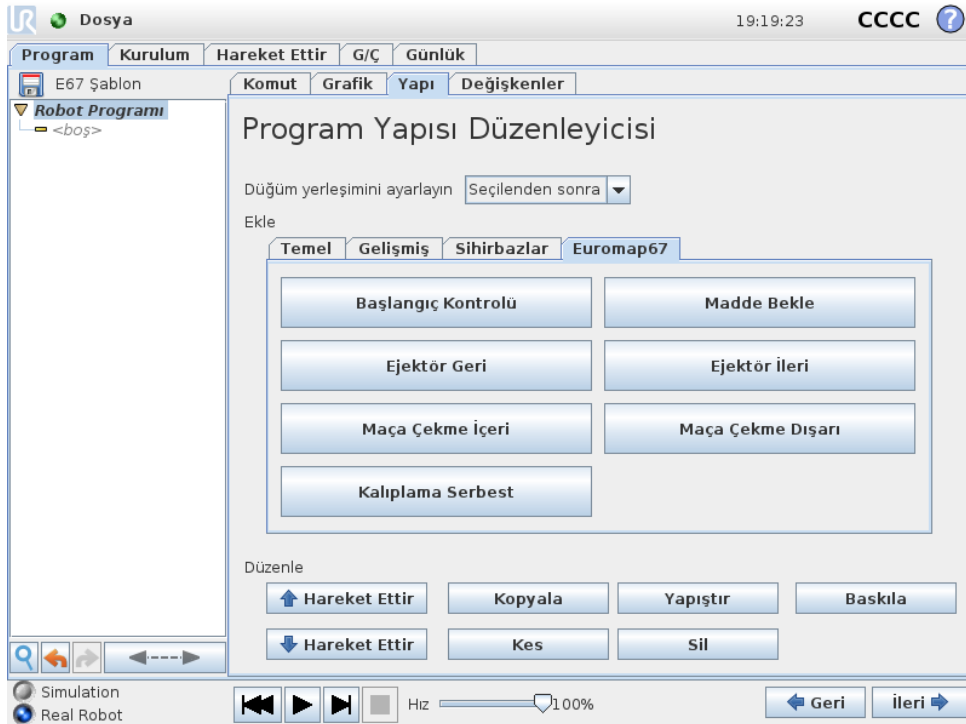 UR Dosya 19:19:23 CCCC ?
Program Kurulum Hareket Ettir G/Ç Günlük
E67 Şablon
Komut Grafik Yapı Değişkenler
Robot Programı
<boş>
Program Yapısı Düzenleyicisi
Düğüm yerleşimini ayarlayın Seçilenden sonra
Ekle
Temel Gelişmiş Sihirbazlar Euromap67
Başlangıç Kontrolü Madde Bekle
Ejektör Geri Ejektör İleri
Maça Çekme İçeri Maça Çekme Dışarı
Kalıplama Serbest
Düzenle
Hareket Ettir Kopyala Yapıştır Baskıla
Hareket Ettir Kes Sil
Simulation
Real Robot
Hız 100%
Geri İleri